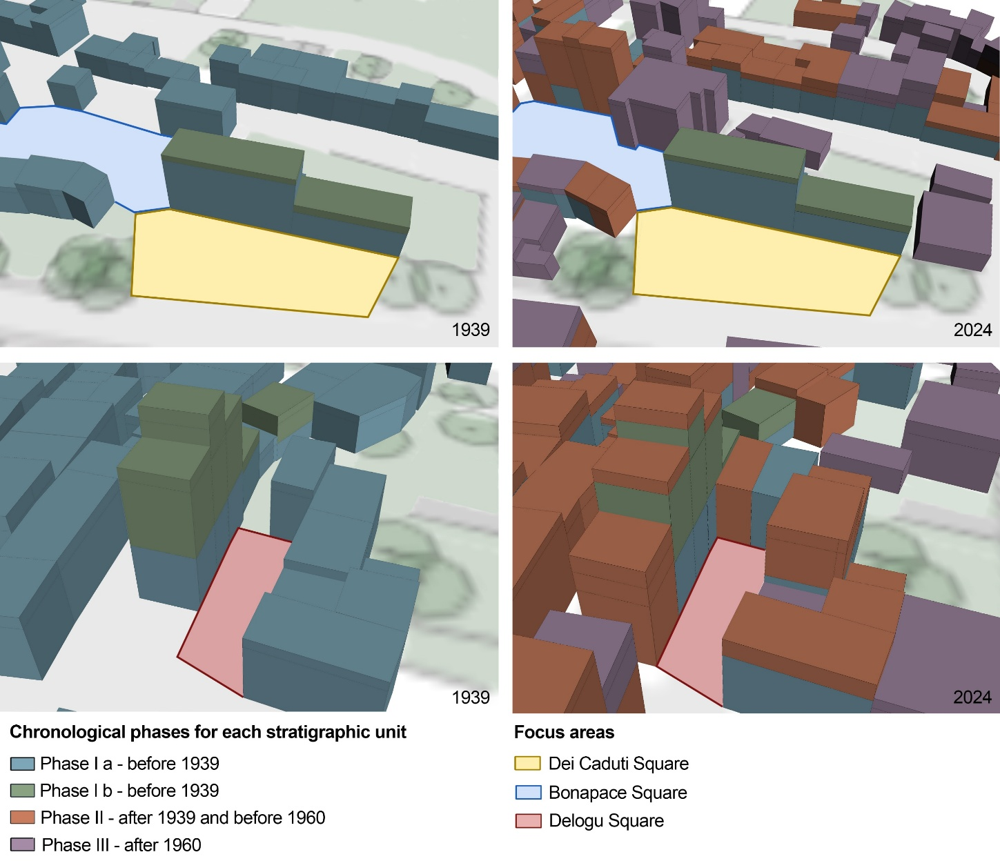 1939
2024
1939
2024
Chronological phases for each stratigraphic unit
Phase I a - before 1939
Phase I b - before 1939
Phase II - after 1939 and before 1960
Phase III - after 1960
Focus areas
Dei Caduti Square
Bonapace Square
Delogu Square